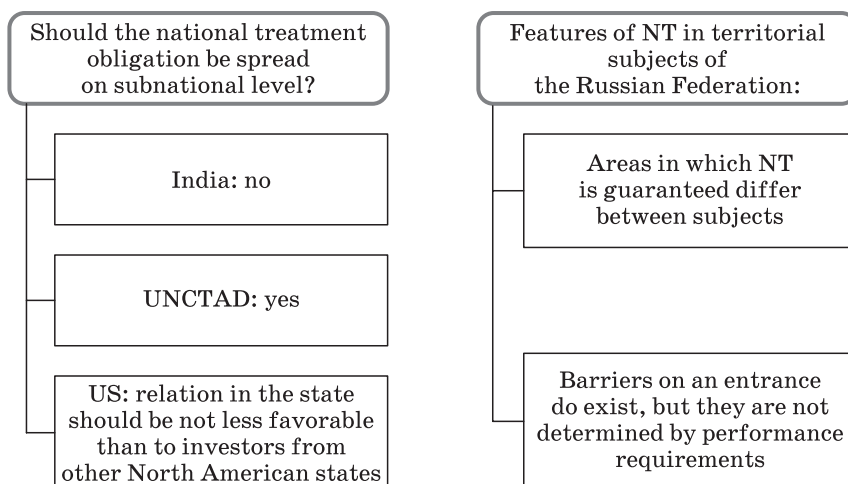 Should the national treatment
obligation be spread
on subnational level?
India: no
UNCTAD: yes
US: relation in the state
should be not less favorable
than to investors from
other North American states
Features of NT in territorial
subjects of
the Russian Federation:
Areas in which NT
is guaranteed differ
between subjects
Barriers on an entrance
do exist, but they are not
determined by performance
requirements